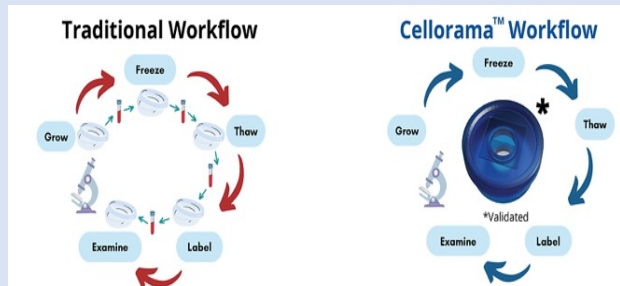 Traditional Workflow
Freeze
Grow
Thaw
Examine
Label
Cellorama™ Workflow
Freeze
*
Grow
Thaw
*Validated
Examine
Label